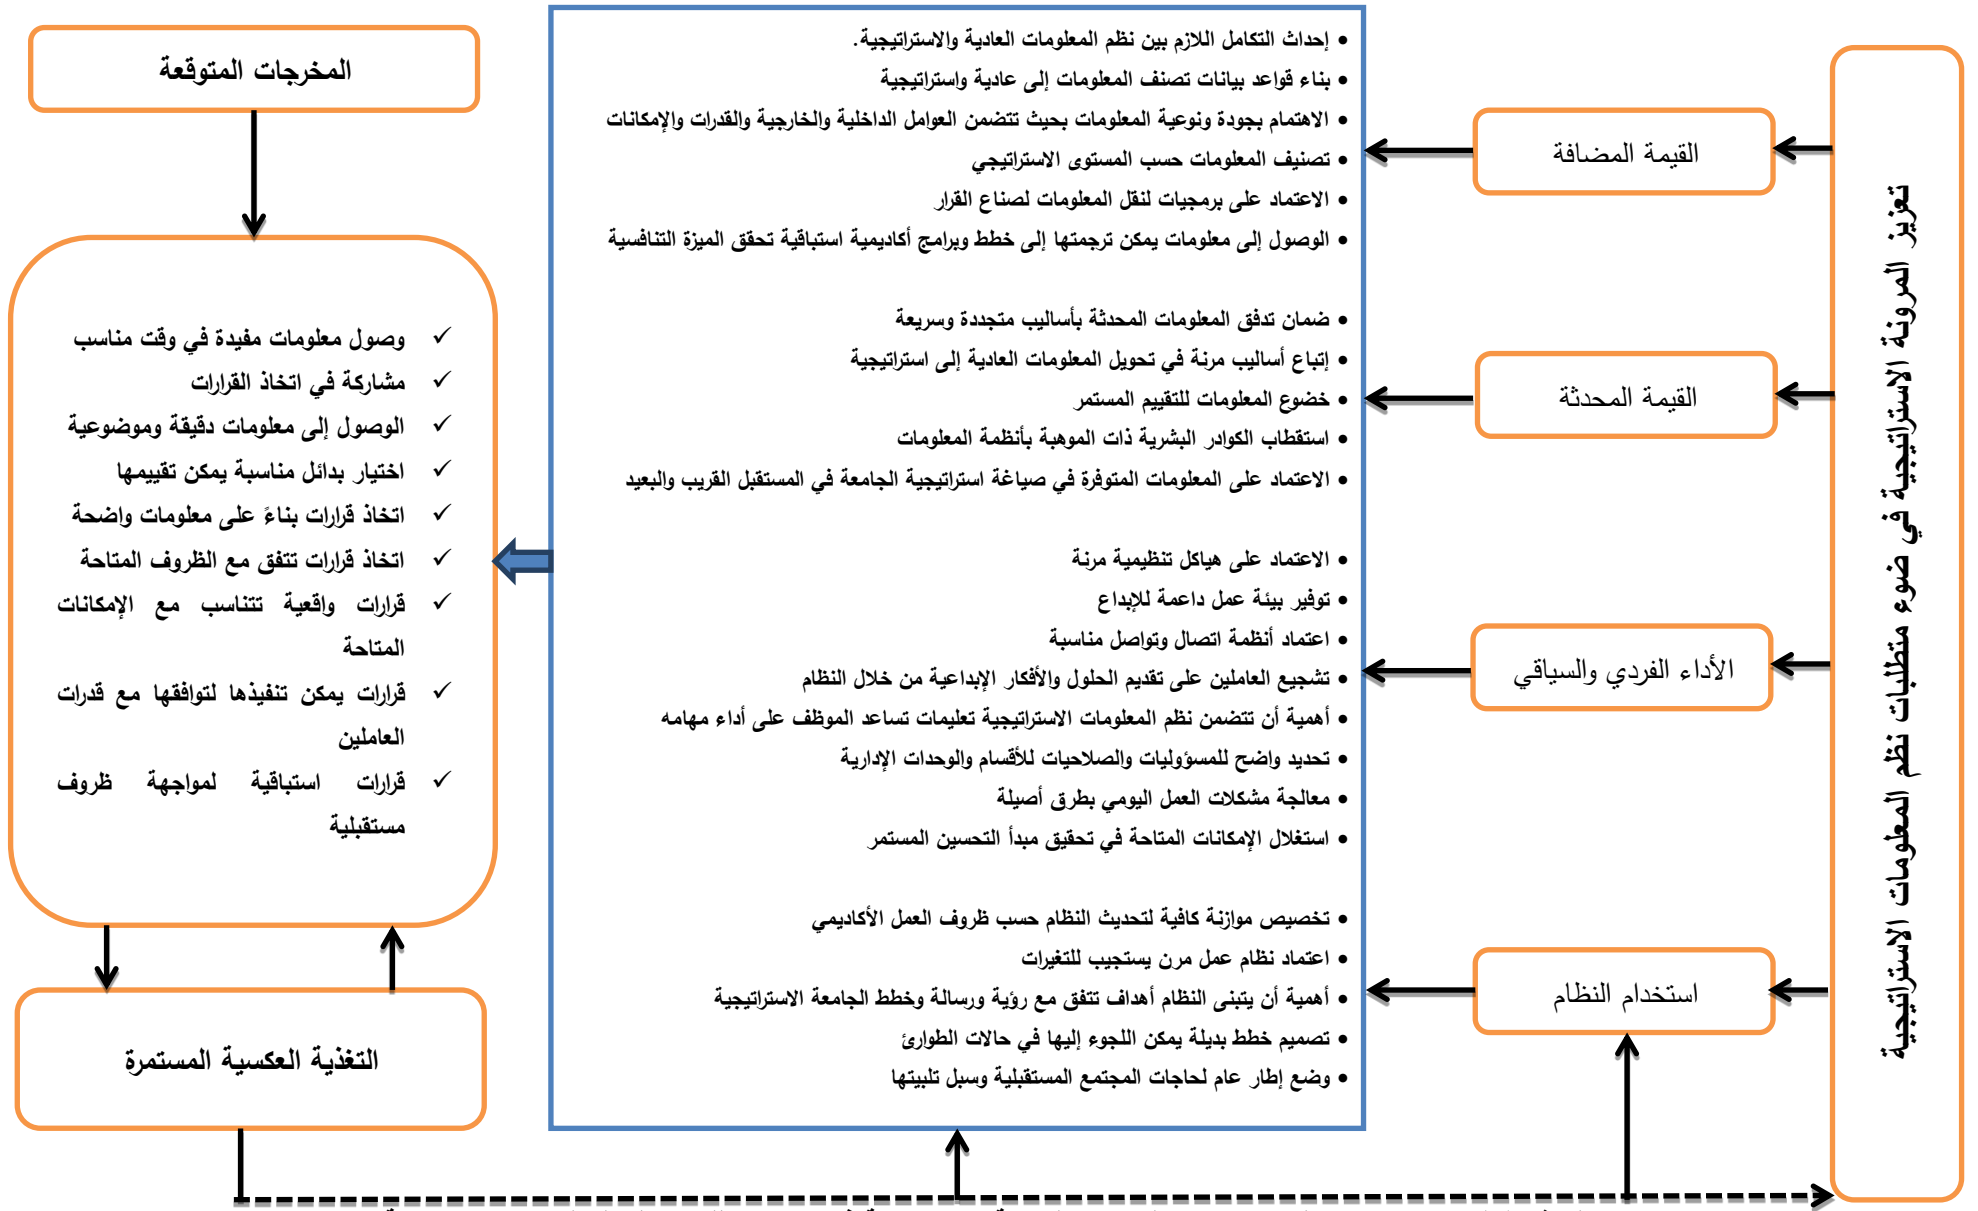 تعزيز المرونة الاستراتيجية في ضوء متطلبات نظم المعلومات الاستراتيجية
القيمة المضافة
القيمة المحدثة
الأداء الفردي والسياقي
استخدام النظام
• إحداث التكامل اللازم بين نظم المعلومات العادية والاستراتيجية.
• بناء قواعد بيانات تصنف المعلومات إلى عادية واستراتيجية
• الاهتمام بجودة ونوعية المعلومات بحيث تتضمن العوامل الداخلية والخارجية والقدرات والإمكانات
• تصنيف المعلومات حسب المستوى الاستراتيجي
• الاعتماد على برمجيات لنقل المعلومات لصناع القرار
• الوصول إلى معلومات يمكن ترجمتها إلى خطط وبرامج أكاديمية استباقية تحقق الميزة التنافسية
• ضمان تدفق المعلومات المحدثة بأساليب متجددة وسريعة
• إتباع أساليب مرنة في تحويل المعلومات العادية إلى استراتيجية
• خضوع المعلومات للتقييم المستمر
• استقطاب الكوادر البشرية ذات الموهبة بأنظمة المعلومات
• الاعتماد على المعلومات المتوفرة في صياغة استراتيجية الجامعة في المستقبل القريب والبعيد
• الاعتماد على هياكل تنظيمية مرنة
• توفير بيئة عمل داعمة للإبداع
• اعتماد أنظمة اتصال وتواصل مناسبة
• تشجيع العاملين على تقديم الحلول والأفكار الإبداعية من خلال النظام
• أهمية أن تتضمن نظم المعلومات الاستراتيجية تعليمات تساعد الموظف على أداء مهامه
• تحديد واضح للمسؤوليات والصلاحيات للأقسام والوحدات الإدارية
• معالجة مشكلات العمل اليومي بطرق أصيلة
• استغلال الإمكانات المتاحة في تحقيق مبدأ التحسين المستمر
• تخصيص موازنة كافية لتحديث النظام حسب ظروف العمل الأكاديمي
• اعتماد نظام عمل مرن يستجيب للتغيرات
• أهمية أن يتبنى النظام أهداف تتفق مع رؤية ورسالة وخطط الجامعة الاستراتيجية
• تصميم خطط بديلة يمكن اللجوء إليها في حالات الطوارئ
• وضع إطار عام لحاجات المجتمع المستقبلية وسبل تلبيتها
المخرجات المتوقعة
✓ وصول معلومات مفيدة في وقت مناسب
✓ مشاركة في اتخاذ القرارات
✓ الوصول إلى معلومات دقيقة وموضوعية
✓ اختيار بدائل مناسبة يمكن تقييمها
✓ اتخاذ قرارات بناءً على معلومات واضحة
✓ اتخاذ قرارات تتفق مع الظروف المتاحة
✓ قرارات واقعية تتناسب مع الإمكانات
المتاحة
✓ قرارات يمكن تنفيذها لتوافقها مع قدرات
العاملين
✓ قرارات استباقية لمواجهة ظروف
مستقبلية
التغذية العكسية المستمرة